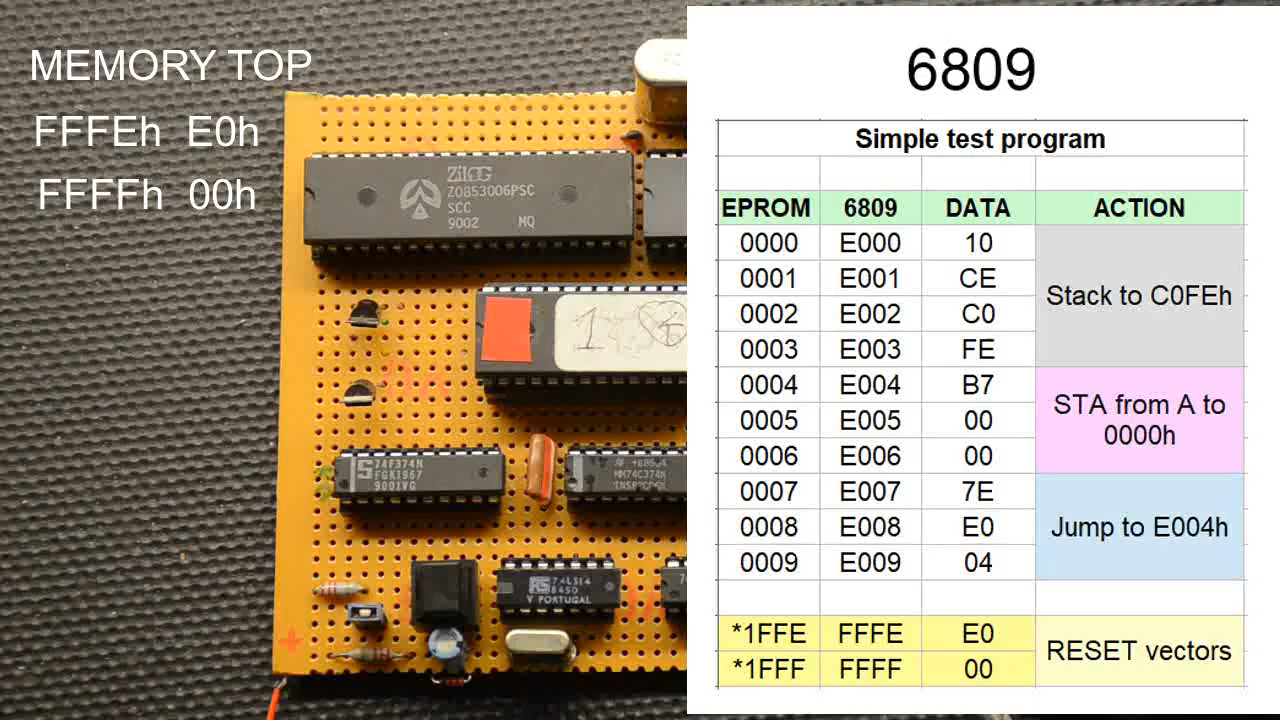 MEMORY TOP
FFFEh E0h
FFFFh 00h
Zilog
Z0853006PSC
SCC
9002 MQ
1
74F374N
9001VG
74LS14
8450
V PORTUGAL
+
6809
Simple test program
EPROM 6809 DATA ACTION
0000 E000 10
0001 E001 CE
Stack to C0FEh
0002 E002 C0
0003 E003 FE
0004 E004 B7
STA from A to
0005 E005 00
0000h
0006 E006 00
0007 E007 7E
0008 E008 E0 Jump to E004h
0009 E009 04
*1FFE FFFE E0
RESET vectors
*1FFF FFFF 00